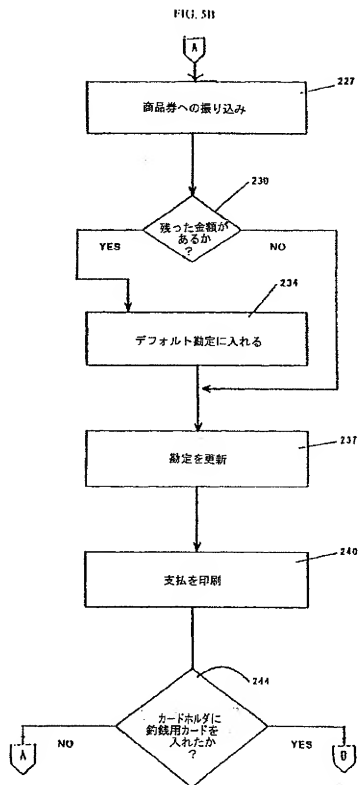 FIG. 5B
A
227
商品券への振り込み
230
残った金額が
あるか
?
YES
NO
234
デフォルト勘定に入れる
237
勘定を更新
240
支払を印刷
244
カードホルダに
釣銭用カードを
入れたか
?
NO
YES
A
D